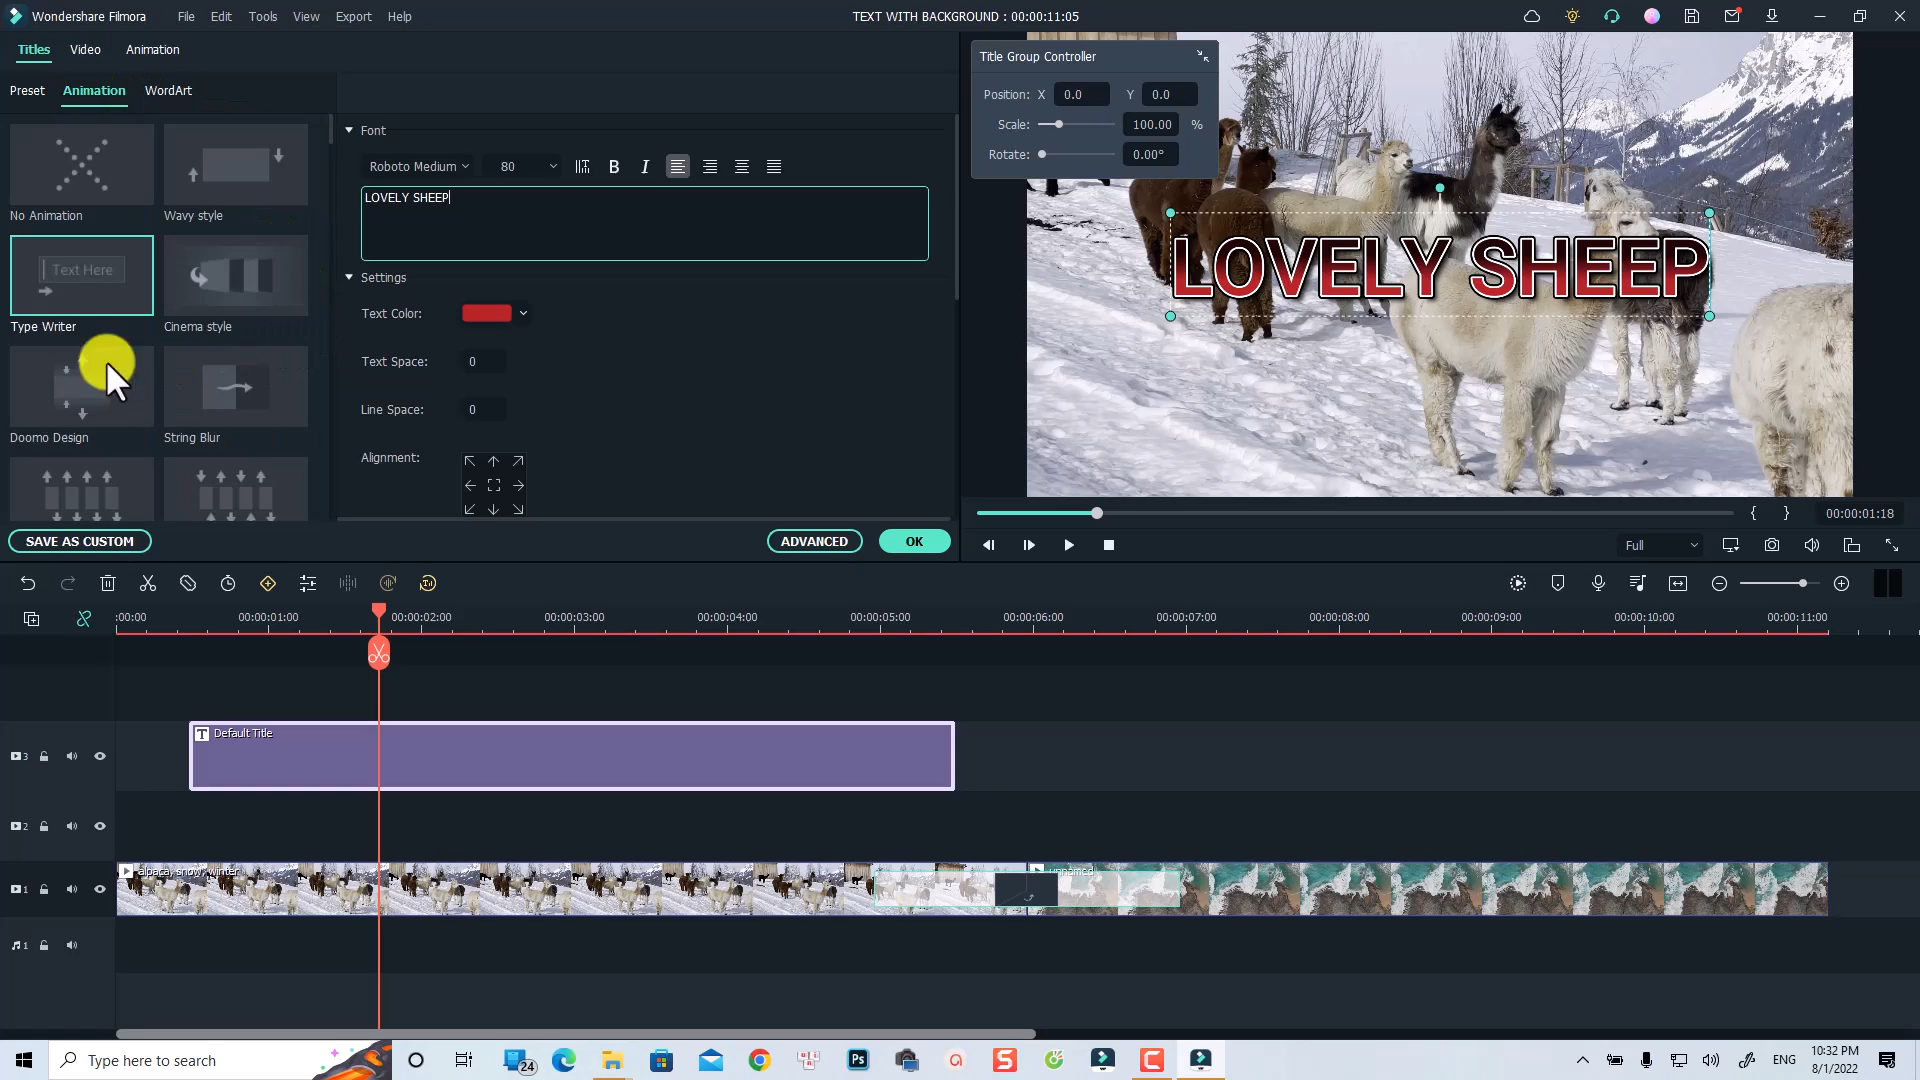 Wondershare Filmora File Edit Tools View Export Help
TEXT WITH BACKGROUND : 00:00:11:05
Titles Video Animation
Preset Animation WordArt
No Animation
Wavy style
Text Here
Type Writer
Cinema style
Doomo Design
String Blur
SAVE AS CUSTOM
Font
Roboto Medium 80 B I
LOVELY SHEEP
Settings
Text Color:
Text Space: 0
Line Space: 0
Alignment:
ADVANCED OK
Title Group Controller
Position: X 0.0 Y 0.0
Scale: 100.00 %
Rotate: 0.00°
LOVELY SHEEP
{ } 00:00:01:18
Full
:00:00 00:00:01:00 00:00:02:00 00:00:03:00 00:00:04:00 00:00:05:00 00:00:06:00 00:00:07:00 00:00:08:00 00:00:09:00 00:00:10:00 00:00:11:00
3
T Default Title
2
1
alpaca, snow, winter
unnamed
1
Type here to search
24
Ps
ENG
10:32 PM
8/1/2022